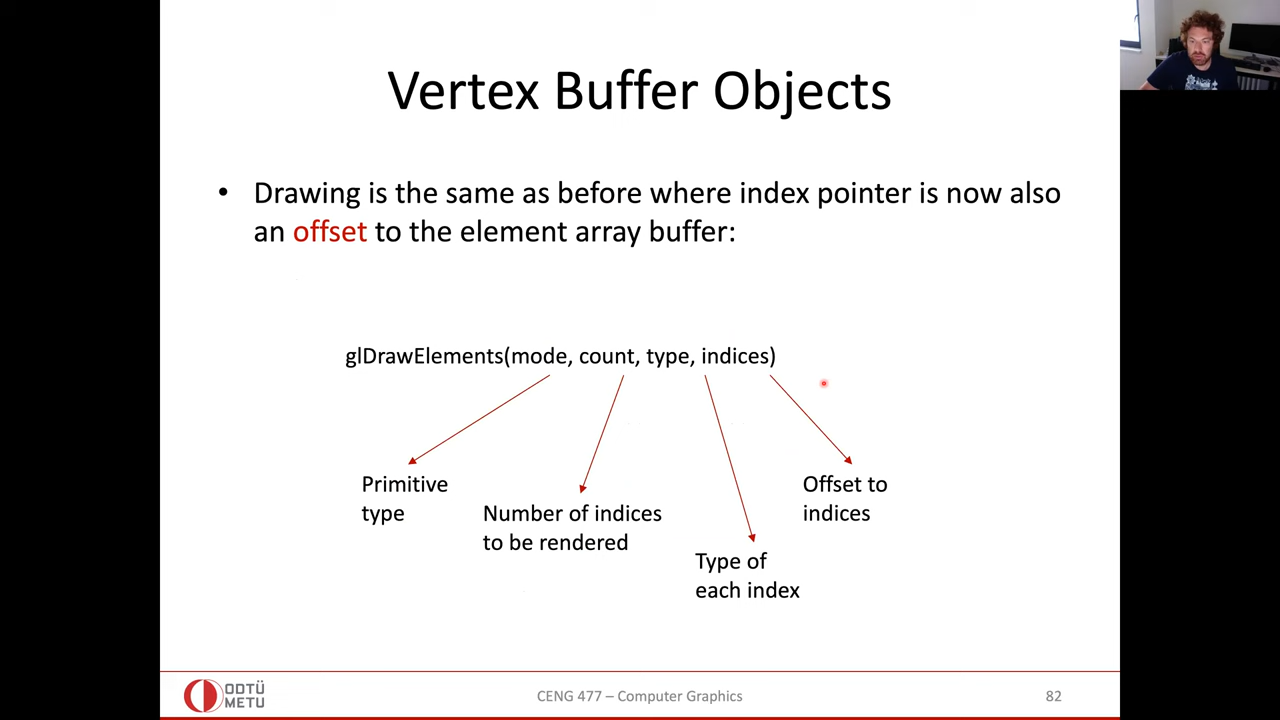 Vertex Buffer Objects
• Drawing is the same as before where index pointer is now also
an offset to the element array buffer:
glDrawElements(mode, count, type, indices)
Primitive
type
Number of indices
to be rendered
Type of
each index
Offset to
indices
ODTÜ
METU
CENG 477 – Computer Graphics
82